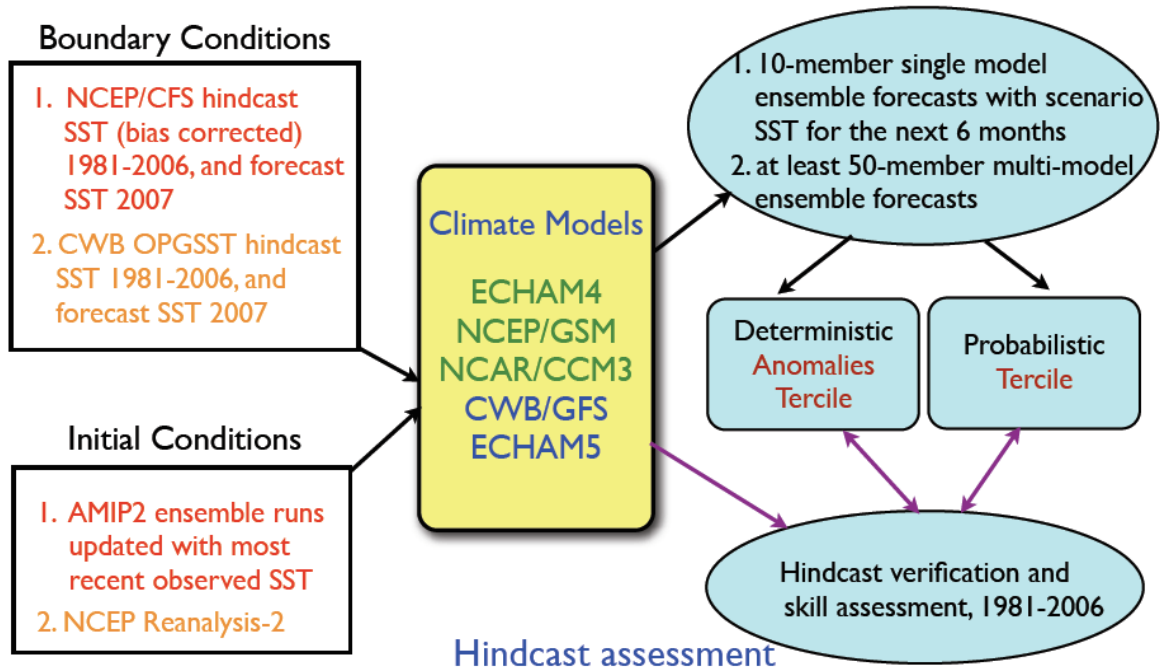 Boundary Conditions
1. NCEP/CFS hindcast
SST (bias corrected)
1981-2006, and forecast
SST 2007
2. CWB OPGSST hindcast
SST 1981-2006, and
forecast SST 2007
Initial Conditions
1. AMIP2 ensemble runs
updated with most
recent observed SST
2. NCEP Reanalysis-2
Climate Models
ECHAM4
NCEP/GSM
NCAR/CCM3
CWB/GFS
ECHAM5
1. 10-member single model
ensemble forecasts with scenario
SST for the next 6 months
2. at least 50-member multi-model
ensemble forecasts
Deterministic
Anomalies
Tercile
Probabilistic
Tercile
Hindcast verification and
skill assessment, 1981-2006
Hindcast assessment